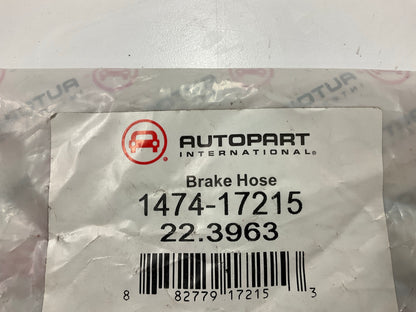 AUTOPART
INTERNATIONAL®
Brake Hose
1474-17215
22.3963
8 82779 17215 3